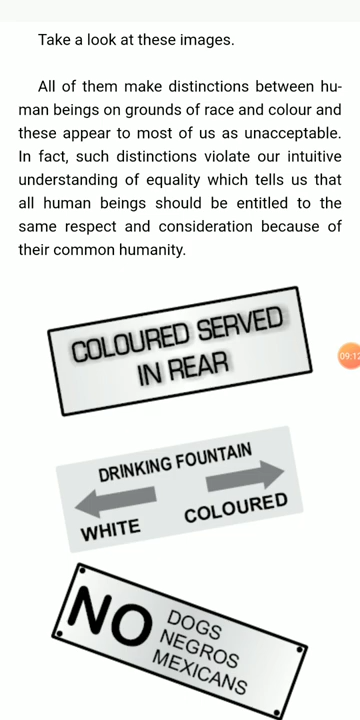 Take a look at these images.
All of them make distinctions between hu-
man beings on grounds of race and colour and
these appear to most of us as unacceptable.
In fact, such distinctions violate our intuitive
understanding of equality which tells us that
all human beings should be entitled to the
same respect and consideration because of
their common humanity.
COLOURED SERVED
IN REAR
09:12
DRINKING FOUNTAIN
WHITE COLOURED
NO DOGS
NEGROS
MEXICANS